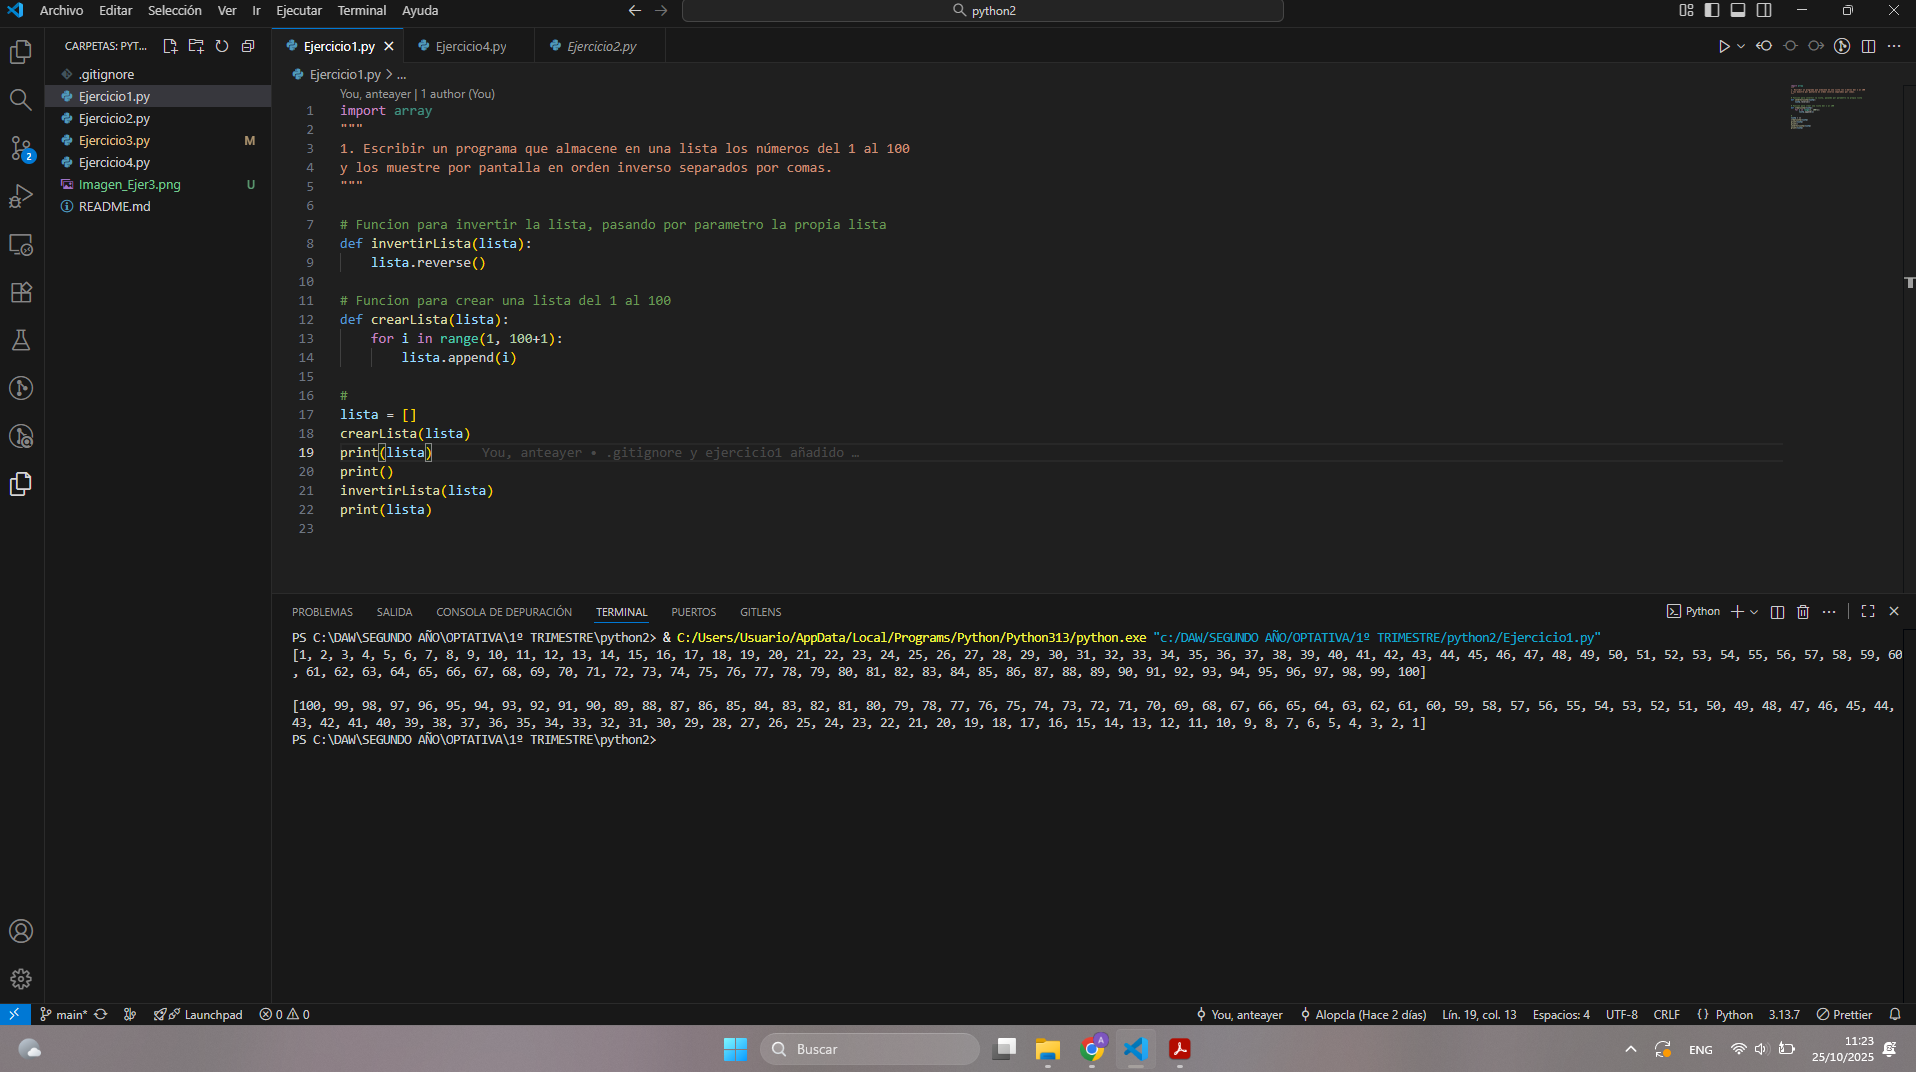 Archivo Editar Selección Ver Ir Ejecutar Terminal Ayuda
python2
CARPETAS: PYT...
.gitignore
Ejercicio1.py
Ejercicio2.py
Ejercicio3.py M
Ejercicio4.py
Imagen_Ejer3.png U
README.md
2
Ejercicio1.py Ejercicio4.py Ejercicio2.py
Ejercicio1.py > ...
You, anteayer | 1 author (You)
1 import array
2 """
3 1. Escribir un programa que almacene en una lista los números del 1 al 100
4 y los muestre por pantalla en orden inverso separados por comas.
5 """
6
7 # Funcion para invertir la lista, pasando por parametro la propia lista
8 def invertirLista(lista):
9 lista.reverse()
10
11 # Funcion para crear una lista del 1 al 100
12 def crearLista(lista):
13 for i in range(1, 100+1):
14 lista.append(i)
15
16 #
17 lista = []
18 crearLista(lista)
19 print(lista) You, anteayer • .gitignore y ejercicio1 añadido …
20 print()
21 invertirLista(lista)
22 print(lista)
23
PROBLEMAS SALIDA CONSOLA DE DEPURACIÓN TERMINAL PUERTOS GITLENS
Python
PS C:\DAW\SEGUNDO AÑO\OPTATIVA\1º TRIMESTRE\python2> & C:/Users/Usuario/AppData/Local/Programs/Python/Python313/python.exe "c:/DAW/SEGUNDO AÑO/OPTATIVA/1º TRIMESTRE/python2/Ejercicio1.py"
[1, 2, 3, 4, 5, 6, 7, 8, 9, 10, 11, 12, 13, 14, 15, 16, 17, 18, 19, 20, 21, 22, 23, 24, 25, 26, 27, 28, 29, 30, 31, 32, 33, 34, 35, 36, 37, 38, 39, 40, 41, 42, 43, 44, 45, 46, 47, 48, 49, 50, 51, 52, 53, 54, 55, 56, 57, 58, 59, 60
, 61, 62, 63, 64, 65, 66, 67, 68, 69, 70, 71, 72, 73, 74, 75, 76, 77, 78, 79, 80, 81, 82, 83, 84, 85, 86, 87, 88, 89, 90, 91, 92, 93, 94, 95, 96, 97, 98, 99, 100]
[100, 99, 98, 97, 96, 95, 94, 93, 92, 91, 90, 89, 88, 87, 86, 85, 84, 83, 82, 81, 80, 79, 78, 77, 76, 75, 74, 73, 72, 71, 70, 69, 68, 67, 66, 65, 64, 63, 62, 61, 60, 59, 58, 57, 56, 55, 54, 53, 52, 51, 50, 49, 48, 47, 46, 45, 44,
43, 42, 41, 40, 39, 38, 37, 36, 35, 34, 33, 32, 31, 30, 29, 28, 27, 26, 25, 24, 23, 22, 21, 20, 19, 18, 17, 16, 15, 14, 13, 12, 11, 10, 9, 8, 7, 6, 5, 4, 3, 2, 1]
PS C:\DAW\SEGUNDO AÑO\OPTATIVA\1º TRIMESTRE\python2>
main* Launchpad 0 0 You, anteayer Alopcla (Hace 2 días) Lín. 19, col. 13 Espacios: 4 UTF-8 CRLF { } Python 3.13.7 Prettier
Buscar
A
ENG
11:23
25/10/2025